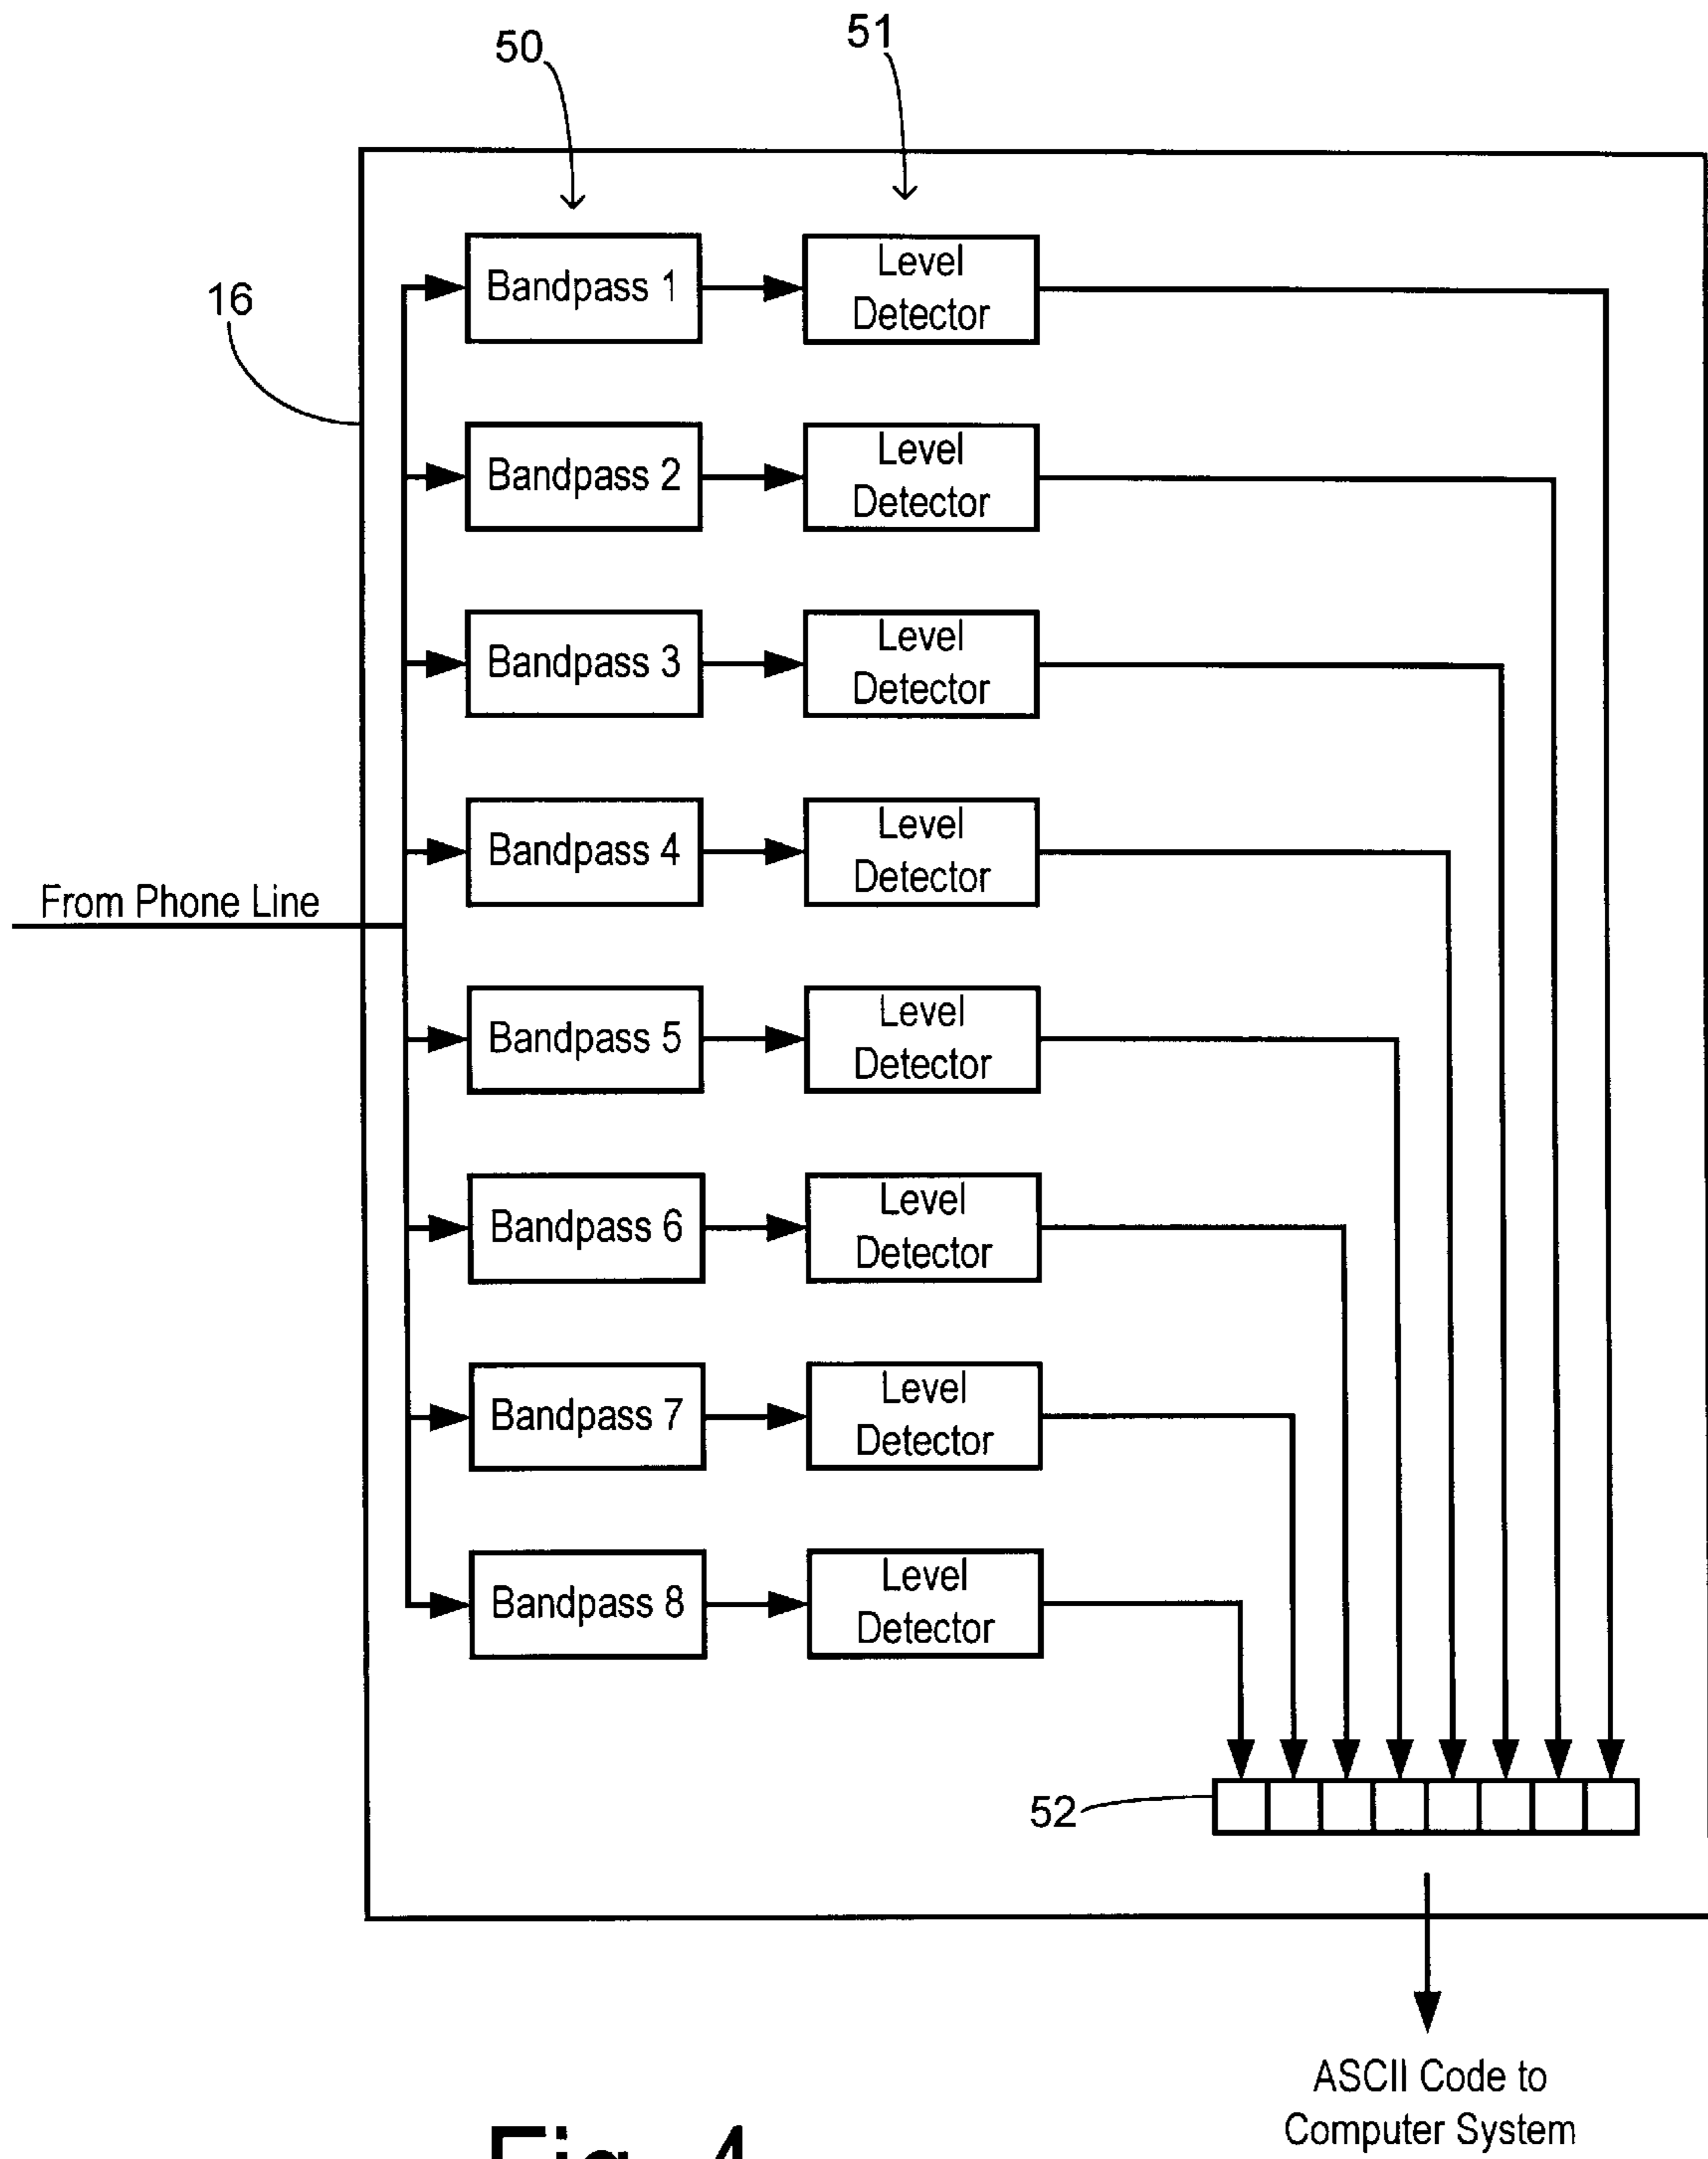 50
51
16
Bandpass 1
Level
Detector
Bandpass 2
Level
Detector
Bandpass 3
Level
Detector
Bandpass 4
Level
Detector
From Phone Line
Bandpass 5
Level
Detector
Bandpass 6
Level
Detector
Bandpass 7
Level
Detector
Bandpass 8
Level
Detector
52
ASCII Code to
Computer System
Fig. 4